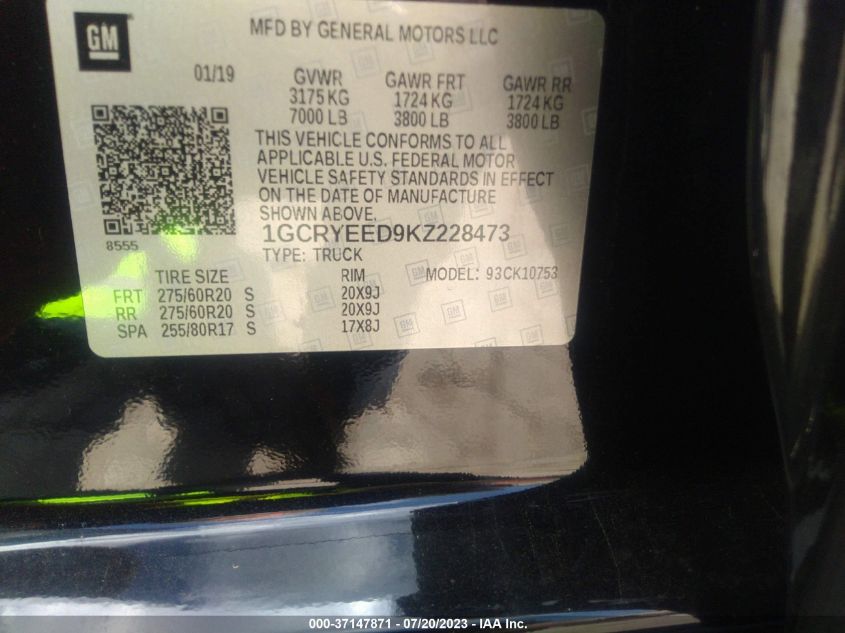 GM
MFD BY GENERAL MOTORS LLC
01/19
GVWR
3175 KG
7000 LB
GAWR FRT
1724 KG
3800 LB
GAWR RR
1724 KG
3800 LB
THIS VEHICLE CONFORMS TO ALL
APPLICABLE U.S. FEDERAL MOTOR
VEHICLE SAFETY STANDARDS IN EFFECT
ON THE DATE OF MANUFACTURE
SHOWN ABOVE.
8555
1GCRYEED9KZ228473
TYPE: TRUCK
MODEL: 93CK10753
TIRE SIZE RIM
FRT 275/60R20 S 20X9J
RR 275/60R20 S 20X9J
SPA 255/80R17 S 17X8J
000-37147871 - 07/20/2023 - IAA Inc.